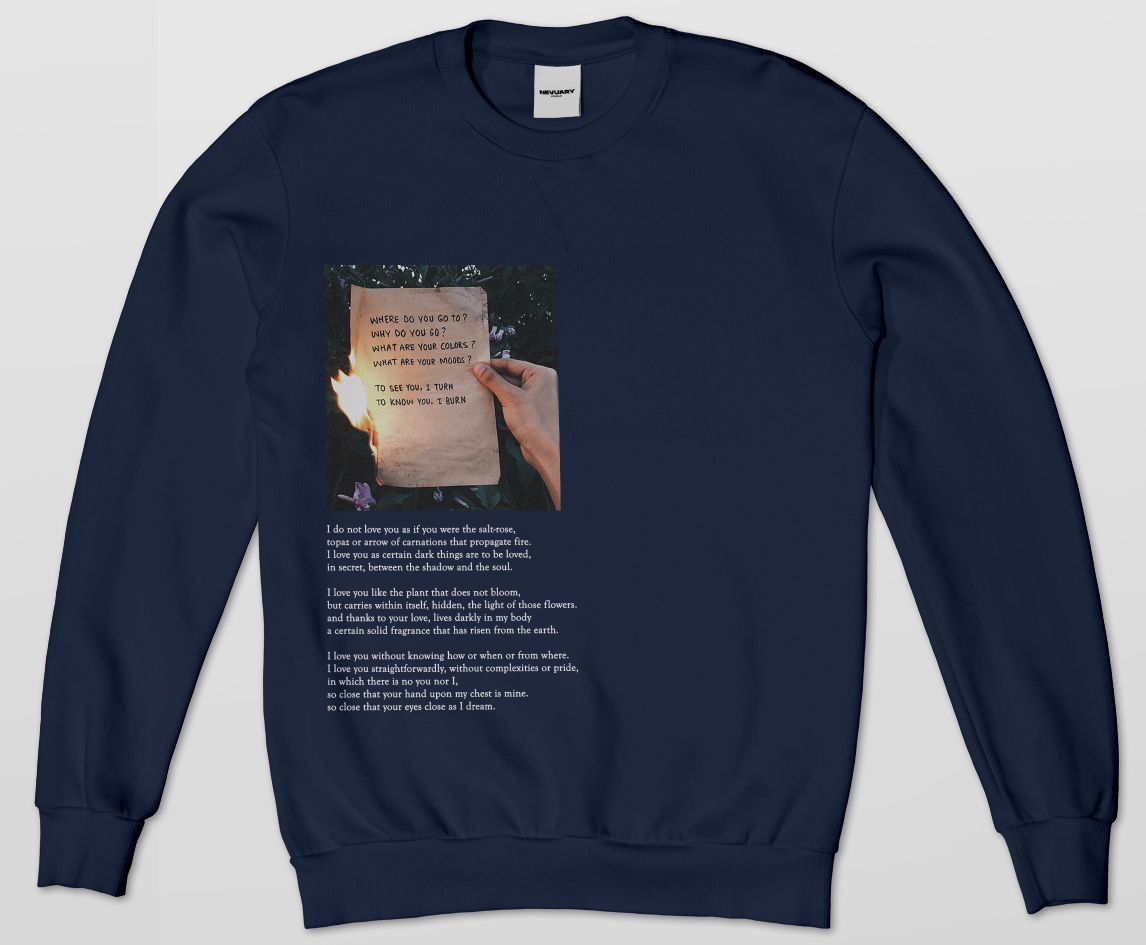 NEVUARY
WHERE DO YOU GO TO?
WHY DO YOU GO?
WHAT ARE YOUR COLORS?
WHAT ARE YOUR MOODS?
TO SEE YOU, I TURN
TO KNOW YOU, I BURN
I do not love you as if you were the salt-rose,
topaz or arrow of carnations that propagate fire.
I love you as certain dark things are to be loved,
in secret, between the shadow and the soul.
I love you like the plant that does not bloom,
but carries within itself, hidden, the light of those flowers.
and thanks to your love, lives darkly in my body
a certain solid fragrance that has risen from the earth.
I love you without knowing how or when or from where.
I love you straightforwardly, without complexities or pride,
in which there is no you nor I,
so close that your hand upon my chest is mine.
so close that your eyes close as I dream.